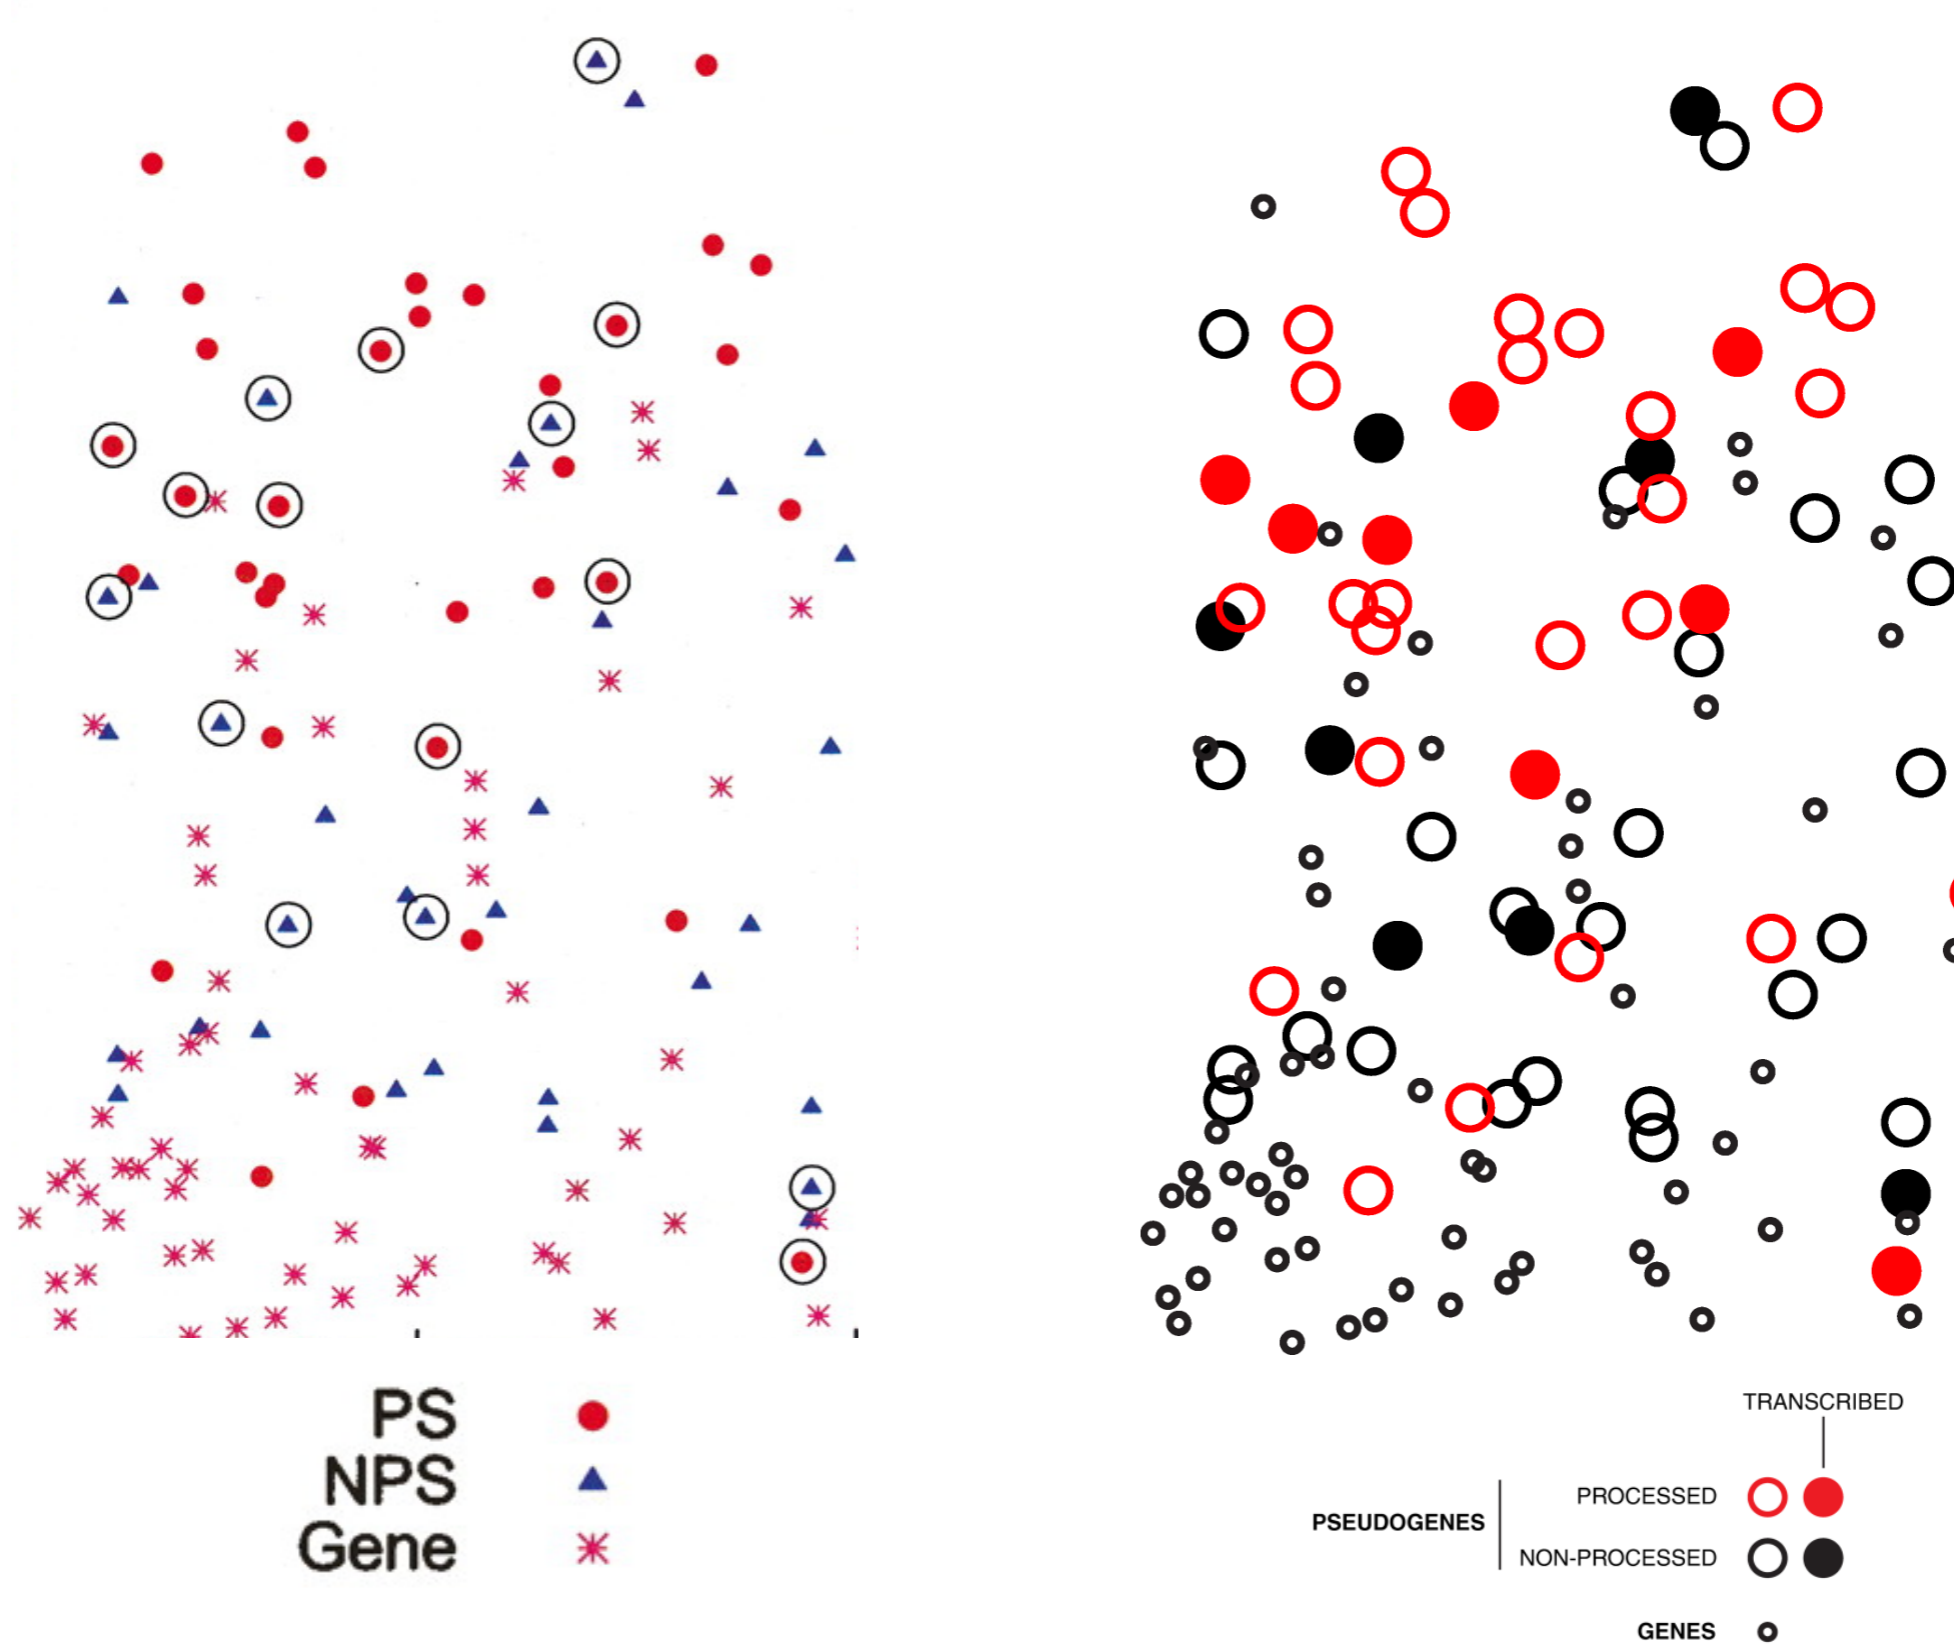 PS
NPS
Gene
TRANSCRIBED
PROCESSED
PSEUDOGENES
NON-PROCESSED
GENES